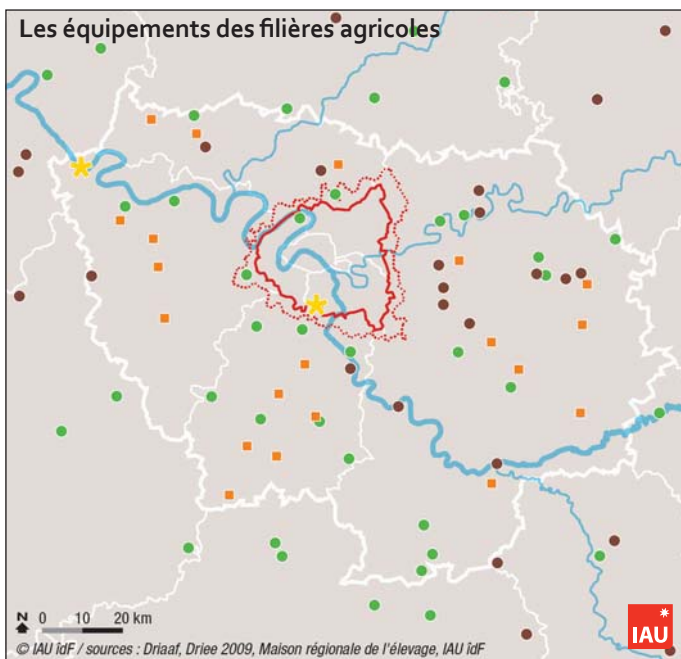 Les équipements des filières agricoles
N 0 10 20 km
© IAU îdF / sources : Driaaf, Driee 2009, Maison régionale de l'élevage, IAU îdF
IAU